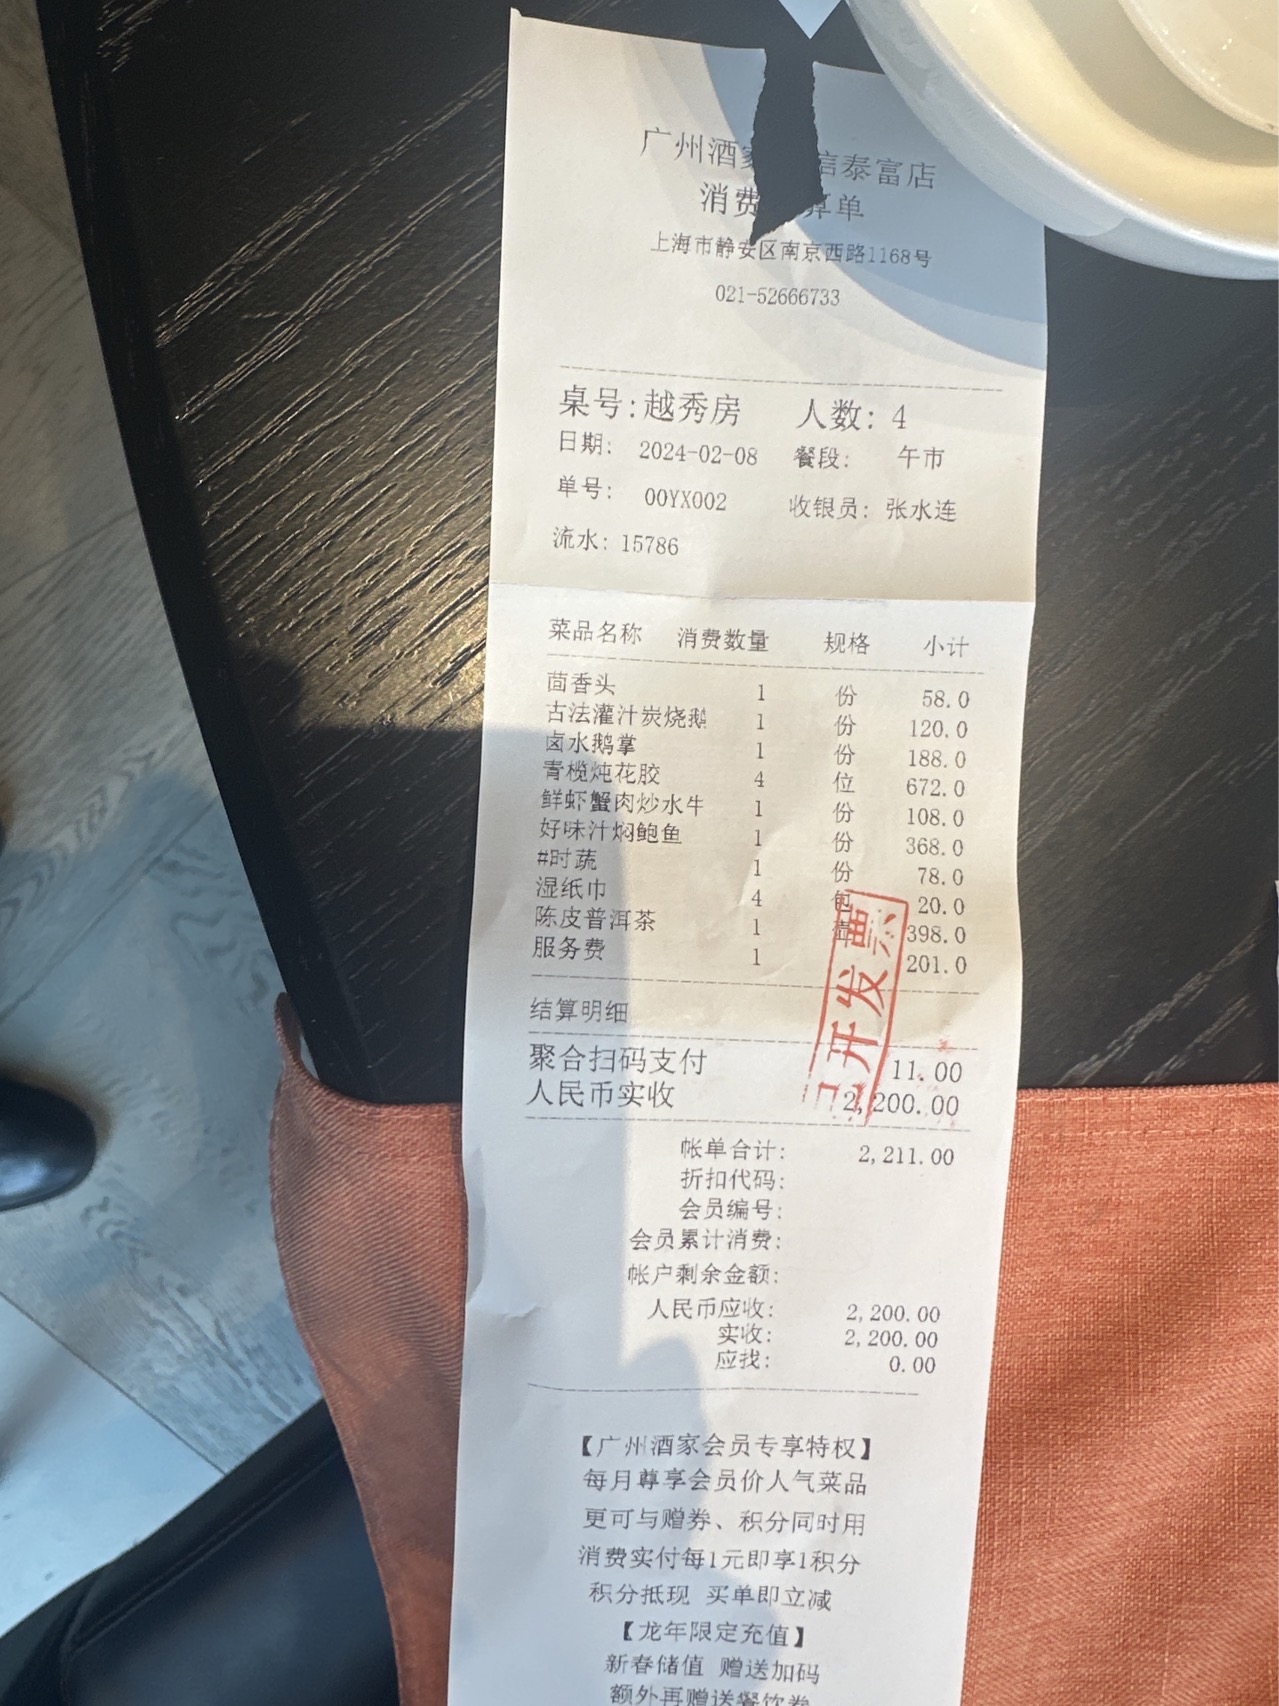 广州酒家 信泰富店
消费 算单
上海市静安区南京西路1168号
021-52666733
桌号:越秀房 人数: 4
日期: 2024-02-08 餐段: 午市
单号: 00YX002 收银员: 张水连
流水: 15786
菜品名称 消费数量 规格 小计
茴香头 1 份 58.0
古法灌汁炭烧鹅 1 份 120.0
卤水鹅掌 1 份 188.0
青榄炖花胶 4 位 672.0
鲜虾蟹肉炒水牛 1 份 108.0
好味汁焖鲍鱼 1 份 368.0
#时蔬 1 份 78.0
湿纸巾 4 包 20.0
陈皮普洱茶 1 壶 398.0
服务费 1 201.0
已开发票
结算明细
聚合扫码支付 11.00
人民币实收 2,200.00
帐单合计: 2,211.00
折扣代码:
会员编号:
会员累计消费:
帐户剩余金额:
人民币应收: 2,200.00
实收: 2,200.00
应找: 0.00
【广州酒家会员专享特权】
每月尊享会员价人气菜品
更可与赠券、积分同时用
消费实付每1元即享1积分
积分抵现 买单即立减
【龙年限定充值】
新春储值 赠送加码
额外再赠送餐饮券